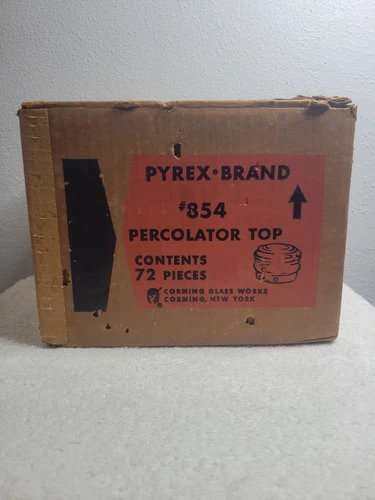 PYREX•BRAND
#854
PERCOLATOR TOP
CONTENTS
72 PIECES
CORNING GLASS WORKS
CORNING, NEW YORK